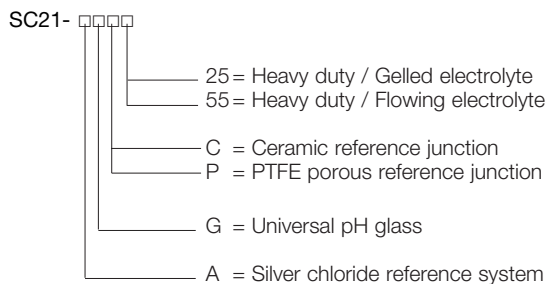 SC21- □□□□
25 = Heavy duty / Gelled electrolyte
55 = Heavy duty / Flowing electrolyte
C = Ceramic reference junction
P = PTFE porous reference junction
G = Universal pH glass
A = Silver chloride reference system